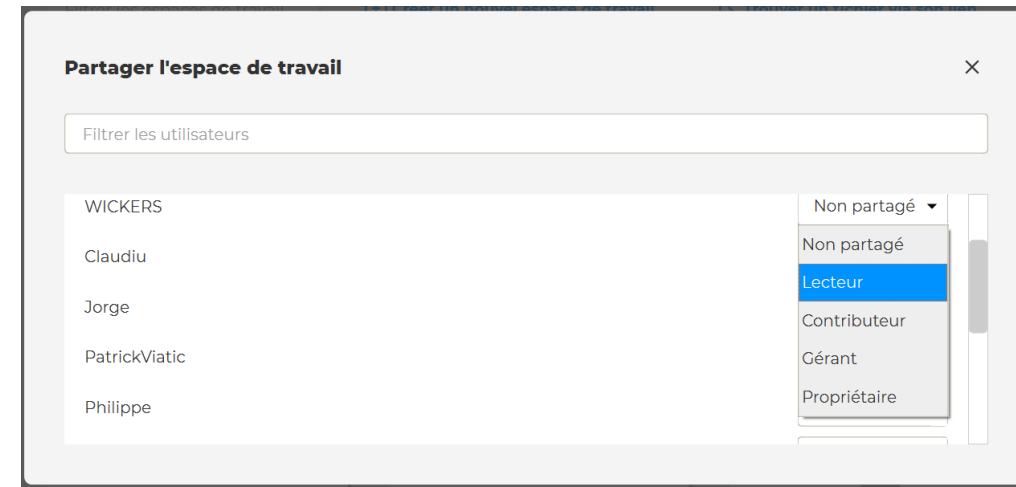 Partager l'espace de travail
Filtrer les utilisateurs
WICKERS
Non partagé
Claudiu
Non partagé
Lecteur
Jorge
Contributeur
PatrickViatic
Gérant
Philippe
Propriétaire